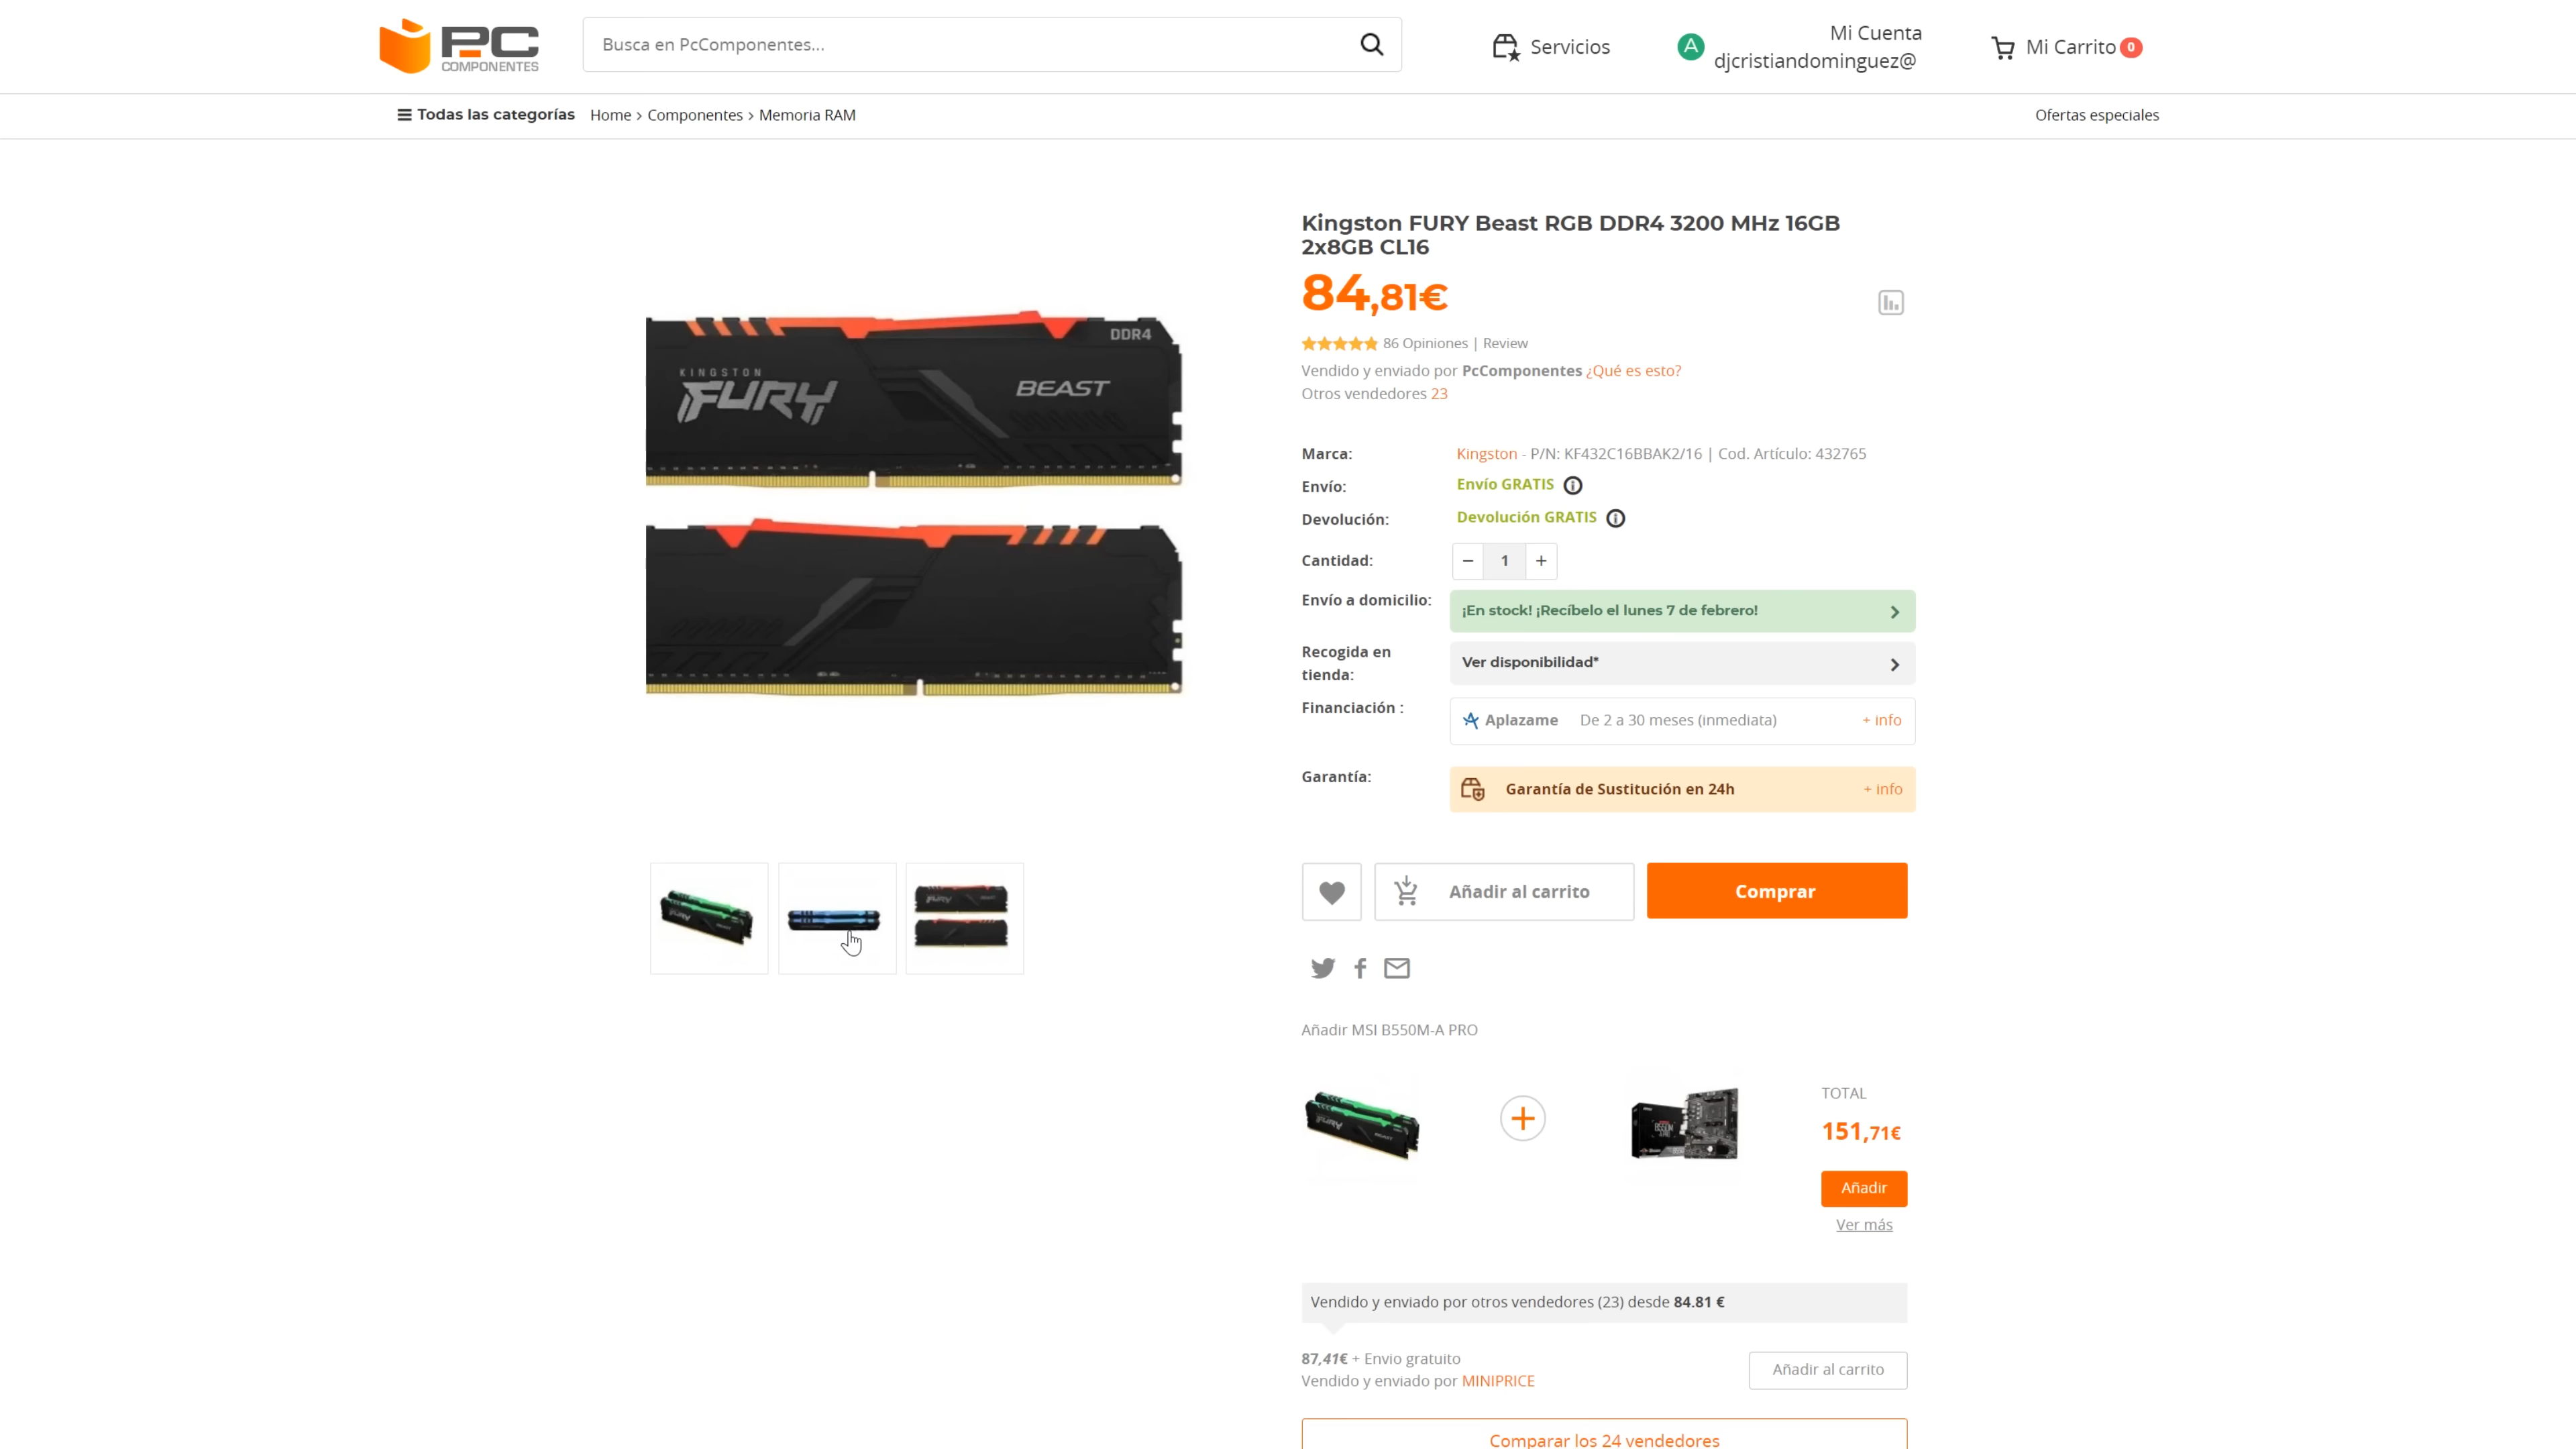 PC
COMPONENTES
Busca en PcComponentes...
Servicios
A
Mi Cuenta
djcristiandominguez@
Mi Carrito 0
Todas las categorías
Home > Componentes > Memoria RAM
Ofertas especiales
Kingston FURY Beast RGB DDR4 3200 MHz 16GB
2x8GB CL16
84,81€
86 Opiniones | Review
Vendido y enviado por PcComponentes ¿Qué es esto?
Otros vendedores 23
DDR4
KINGSTON
FURY
BEAST
Marca: Kingston - P/N: KF432C16BBAK2/16 | Cod. Artículo: 432765
Envío: Envío GRATIS
Devolución: Devolución GRATIS
Cantidad: − 1 +
Envío a domicilio: ¡En stock! ¡Recíbelo el lunes 7 de febrero!
Recogida en
tienda:
Ver disponibilidad*
Financiación : Aplazame De 2 a 30 meses (inmediata) + info
Garantía: Garantía de Sustitución en 24h + info
Añadir al carrito
Comprar
Añadir MSI B550M-A PRO
FURY
TOTAL
151,71€
Añadir
Ver más
Vendido y enviado por otros vendedores (23) desde 84.81 €
87,41€ + Envio gratuito
Vendido y enviado por MINIPRICE
Añadir al carrito
Comparar los 24 vendedores